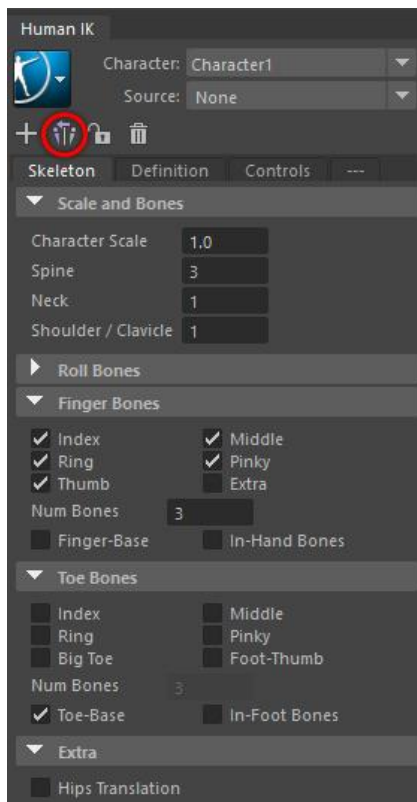 Human IK
Character: Character1
Source: None
Skeleton Definition Controls ---
Scale and Bones
Character Scale 1.0
Spine 3
Neck 1
Shoulder / Clavicle 1
Roll Bones
Finger Bones
Index Middle
Ring Pinky
Thumb Extra
Num Bones 3
Finger-Base In-Hand Bones
Toe Bones
Index Middle
Ring Pinky
Big Toe Foot-Thumb
Num Bones 3
Toe-Base In-Foot Bones
Extra
Hips Translation